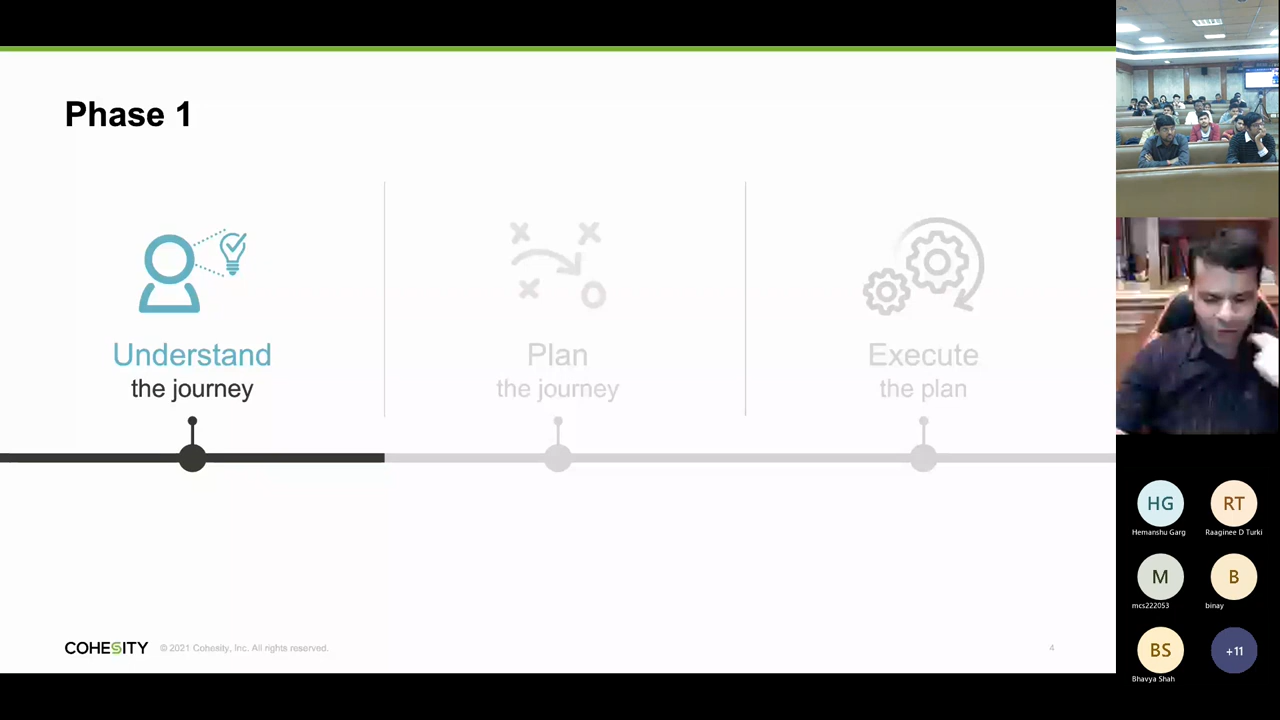 Phase 1
Understand
the journey
Plan
the journey
Execute
the plan
COHESITY © 2021 Cohesity, Inc. All rights reserved. 4
HG RT
Hemanshu Garg Raaginee D Turki
M B
mcs222053 binay
BS +11
Bhavya Shah